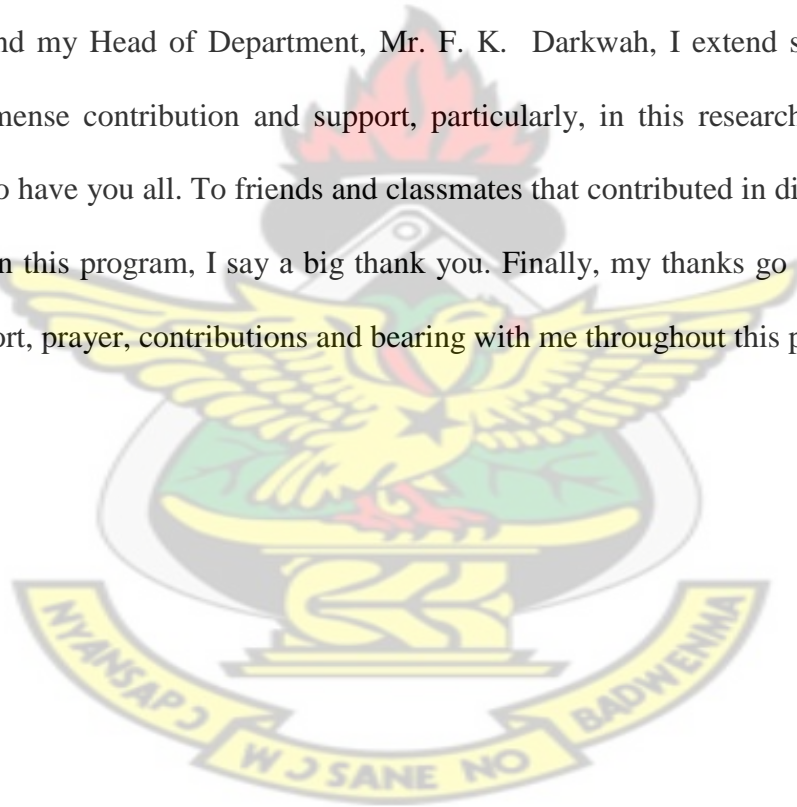 nd my Head of Department, Mr. F. K. Darkwah, I extend s
mense contribution and support, particularly, in this research
o have you all. To friends and classmates that contributed in di
n this program, I say a big thank you. Finally, my thanks go
ort, prayer, contributions and bearing with me throughout this p
NYANSAPƆ
WƆSANE NO
BADWENMA